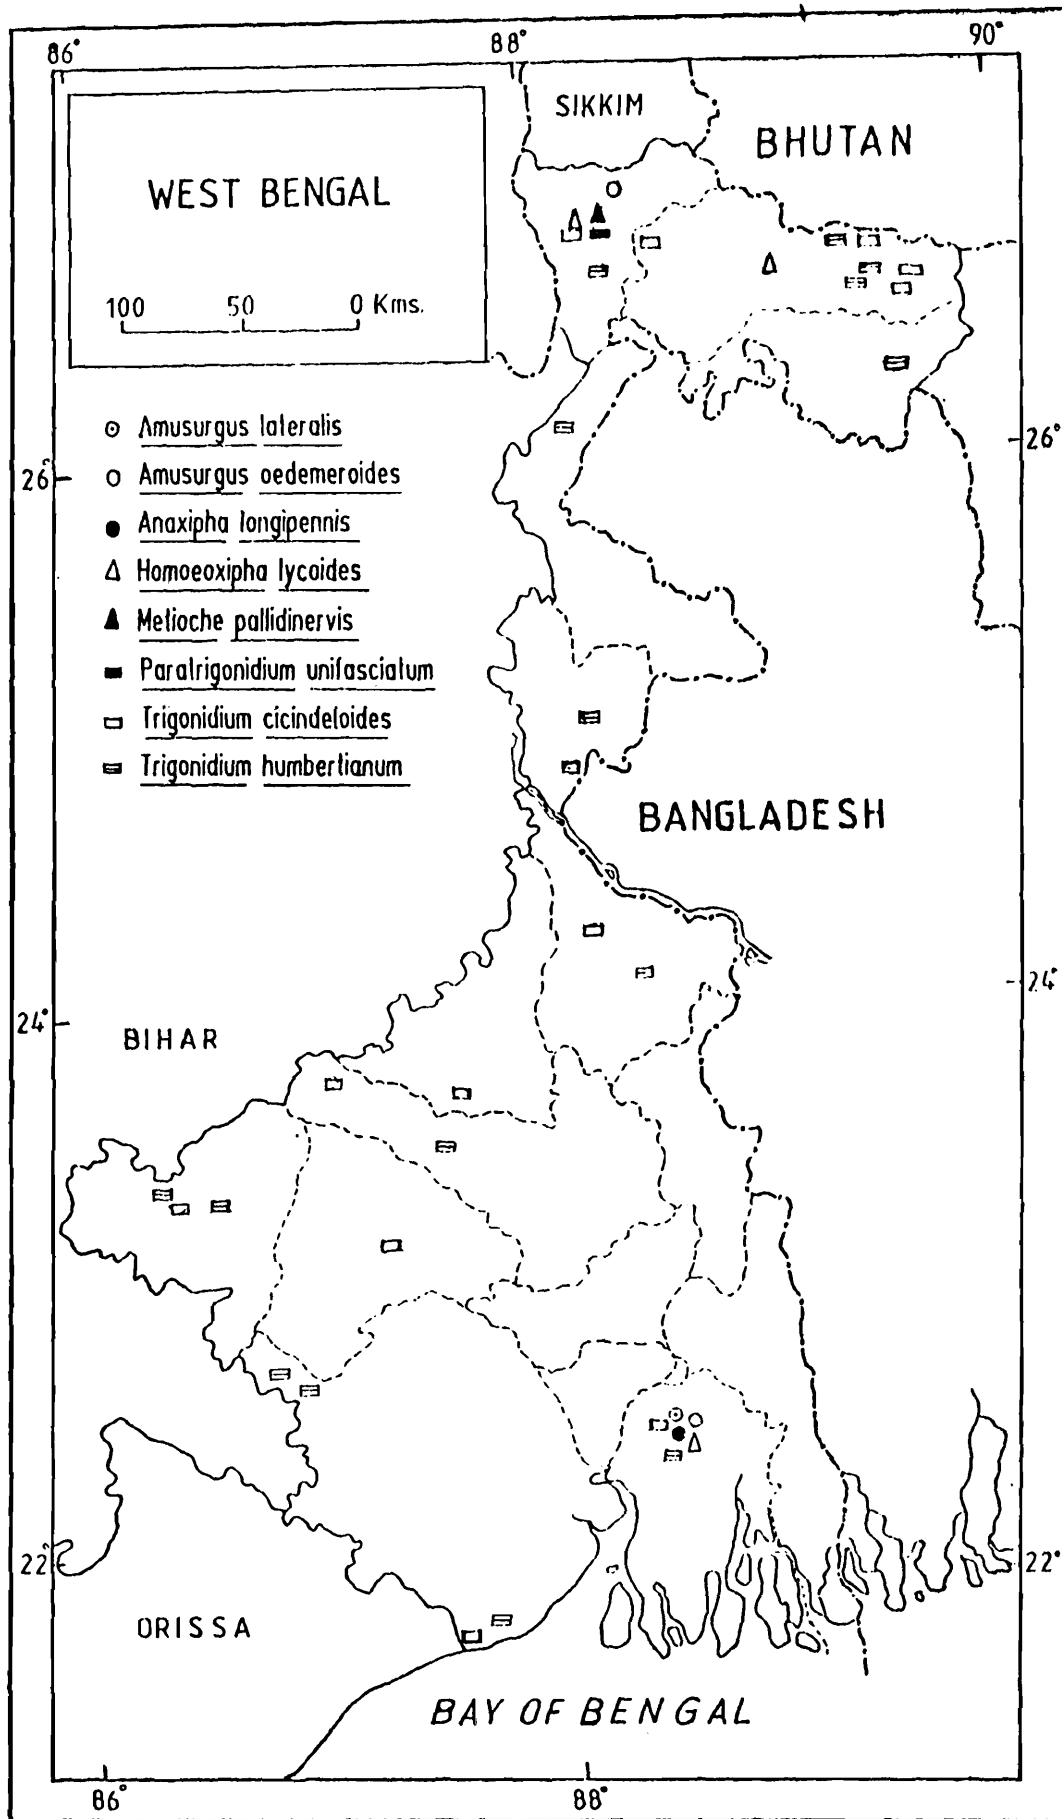 86° 88° 90°
SIKKIM
BHUTAN
WEST BENGAL
100 50 0 Kms.
Amusurgus lateralis
26°
Amusurgus oedemeroides
26°
Anaxipha longipennis
Homoeoxipha lycoides
Metioche pallidinervis
Paratrigonidium unifasciatum
Trigonidium cicindeloides
Trigonidium humbertianum
BANGLADESH
24°
24°
BIHAR
22°
22°
ORISSA
BAY OF BENGAL
86° 88°